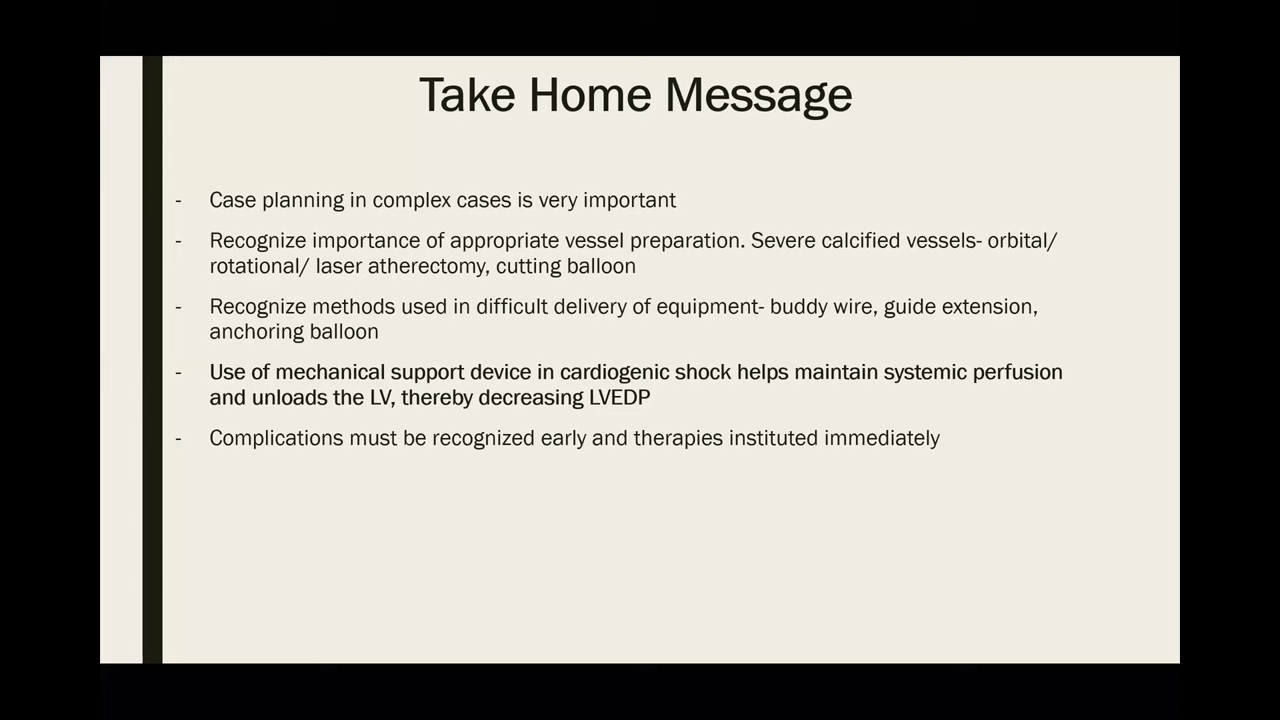 Take Home Message
- Case planning in complex cases is very important
- Recognize importance of appropriate vessel preparation. Severe calcified vessels- orbital/
rotational/ laser atherectomy, cutting balloon
- Recognize methods used in difficult delivery of equipment- buddy wire, guide extension,
anchoring balloon
- Use of mechanical support device in cardiogenic shock helps maintain systemic perfusion
and unloads the LV, thereby decreasing LVEDP
- Complications must be recognized early and therapies instituted immediately